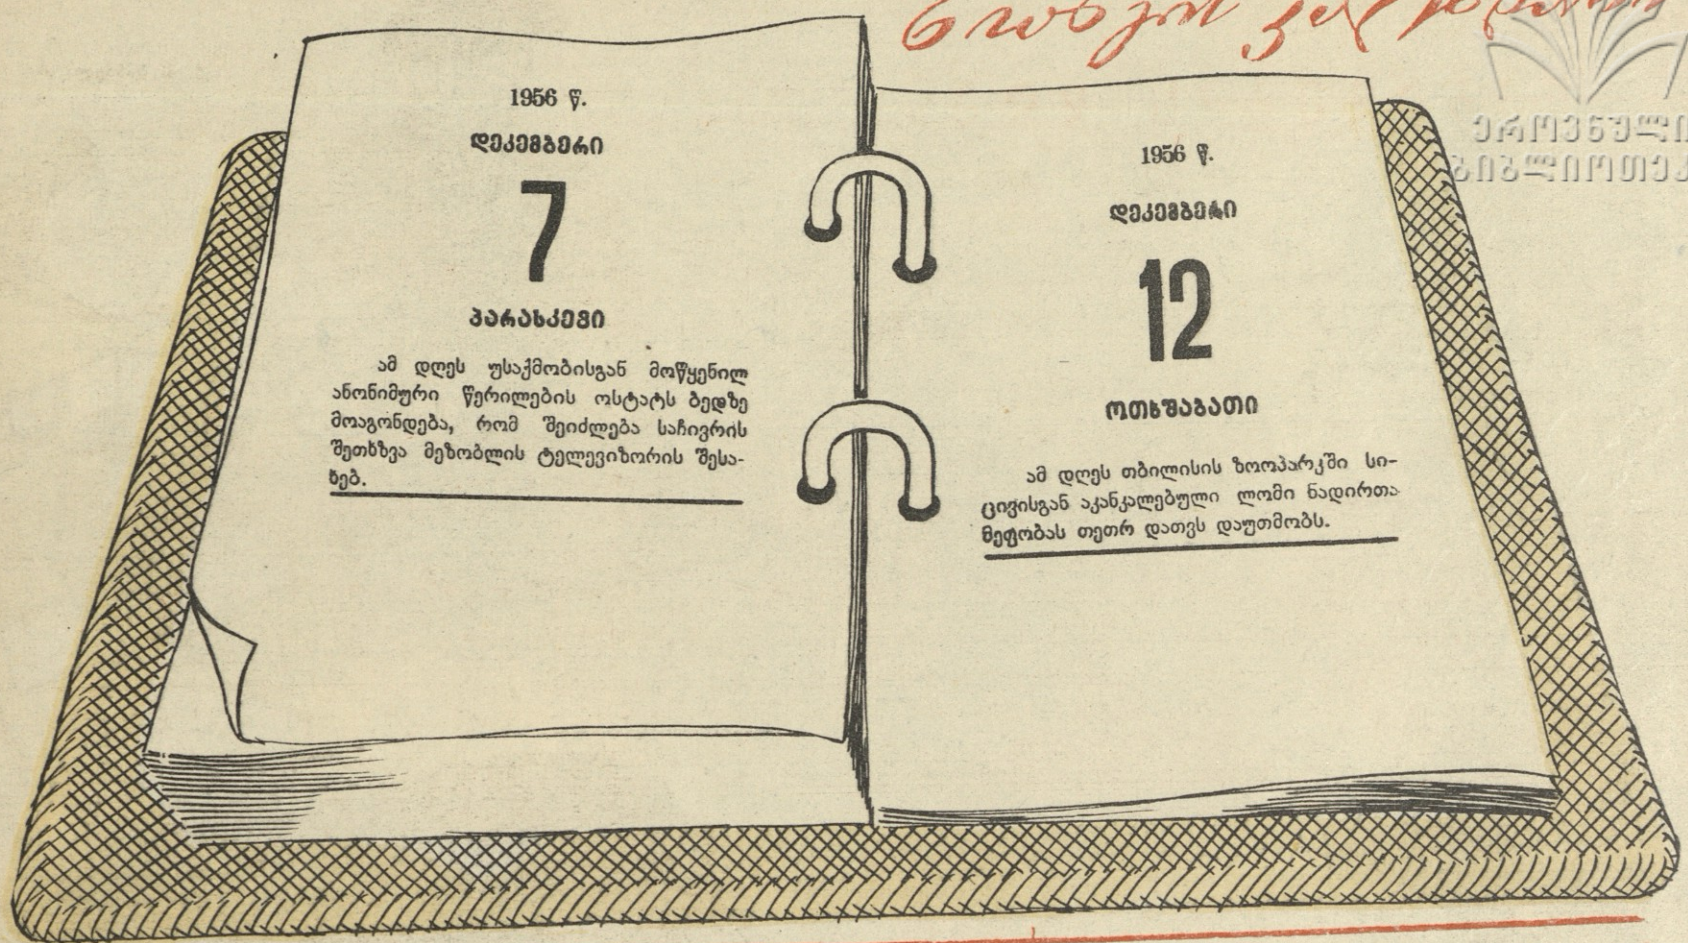 1956 წ.
დეკემბერი
7
პარასკევი
ამ დღეს უსაქმობისგან მოწყენილ
ანონიმური წერილების ოსტატს ბედზე
მოაგონდება, რომ შეიძლება საჩივრის
შეთხზვა მეზობლის ტელევიზორის შესა-
ხებ.
1956 წ.
დეკემბერი
12
ოთხშაბათი
ამ დღეს თბილისის ზოოპარკში სი-
ცივისგან აკანკალებული ლომი ნადირთა
მეფობას თეთრ დათვს დაუთმობს.
ეროვნული
ბიბლიოთეკა